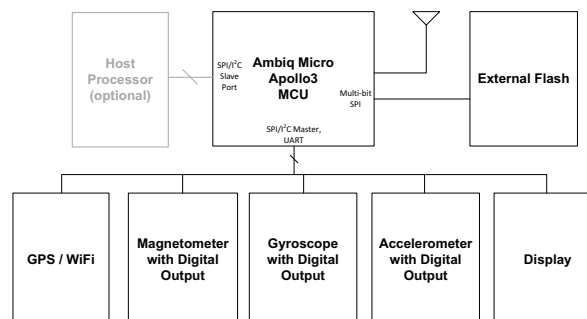 Host
Processor
(optional)
SPI/I²C
Slave
Port
Ambiq Micro
Apollo3
MCU
Multi-bit
SPI
SPI/I²C Master,
UART
External Flash
GPS / WiFi
Magnetometer
with Digital
Output
Gyroscope
with Digital
Output
Accelerometer
with Digital
Output
Display